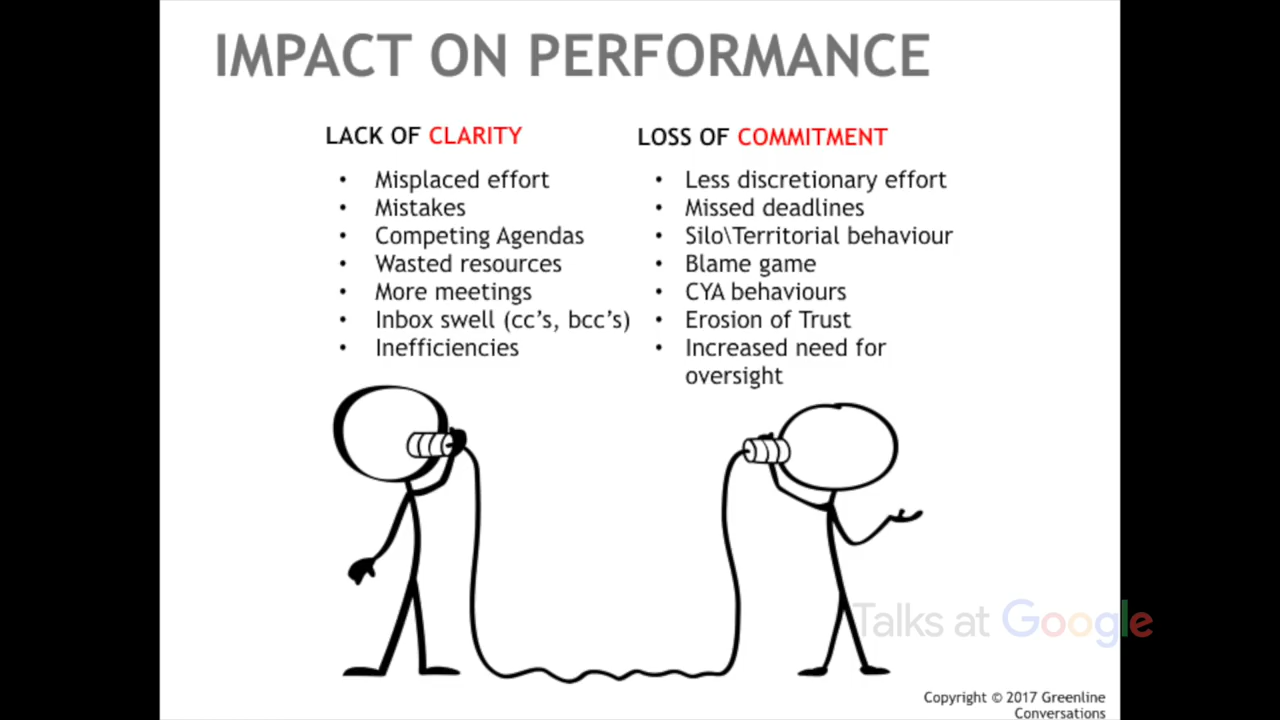 IMPACT ON PERFORMANCE
LACK OF CLARITY
• Misplaced effort
• Mistakes
• Competing Agendas
• Wasted resources
• More meetings
• Inbox swell (cc’s, bcc’s)
• Inefficiencies
LOSS OF COMMITMENT
• Less discretionary effort
• Missed deadlines
• Silo\Territorial behaviour
• Blame game
• CYA behaviours
• Erosion of Trust
• Increased need for
oversight
Talks at Google
Copyright © 2017 Greenline
Conversations